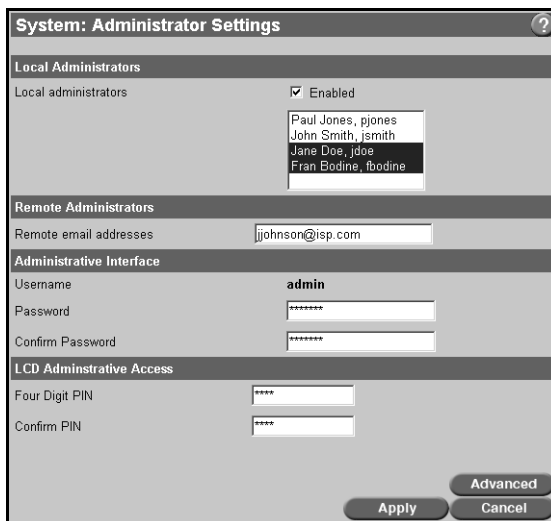 System: Administrator Settings ?
Local Administrators
Local administrators Enabled
Paul Jones, pjones
John Smith, jsmith
Jane Doe, jdoe
Fran Bodine, fbodine
Remote Administrators
Remote email addresses jjohnson@isp.com
Administrative Interface
Username admin
Password *******
Confirm Password *******
LCD Adminstrative Access
Four Digit PIN ****
Confirm PIN ****
Advanced
Apply Cancel